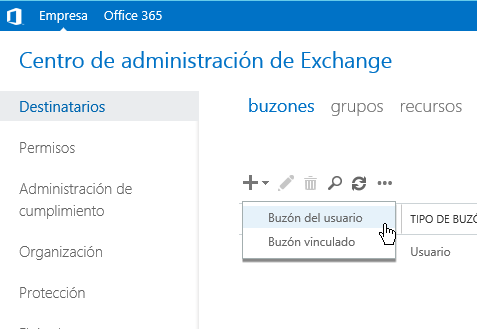 Empresa Office 365
Centro de administración de Exchange
Destinatarios
Permisos
Administración de
cumplimiento
Organización
Protección
buzones grupos recursos
Buzón del usuario
Buzón vinculado
TIPO DE BUZÓ
Usuario